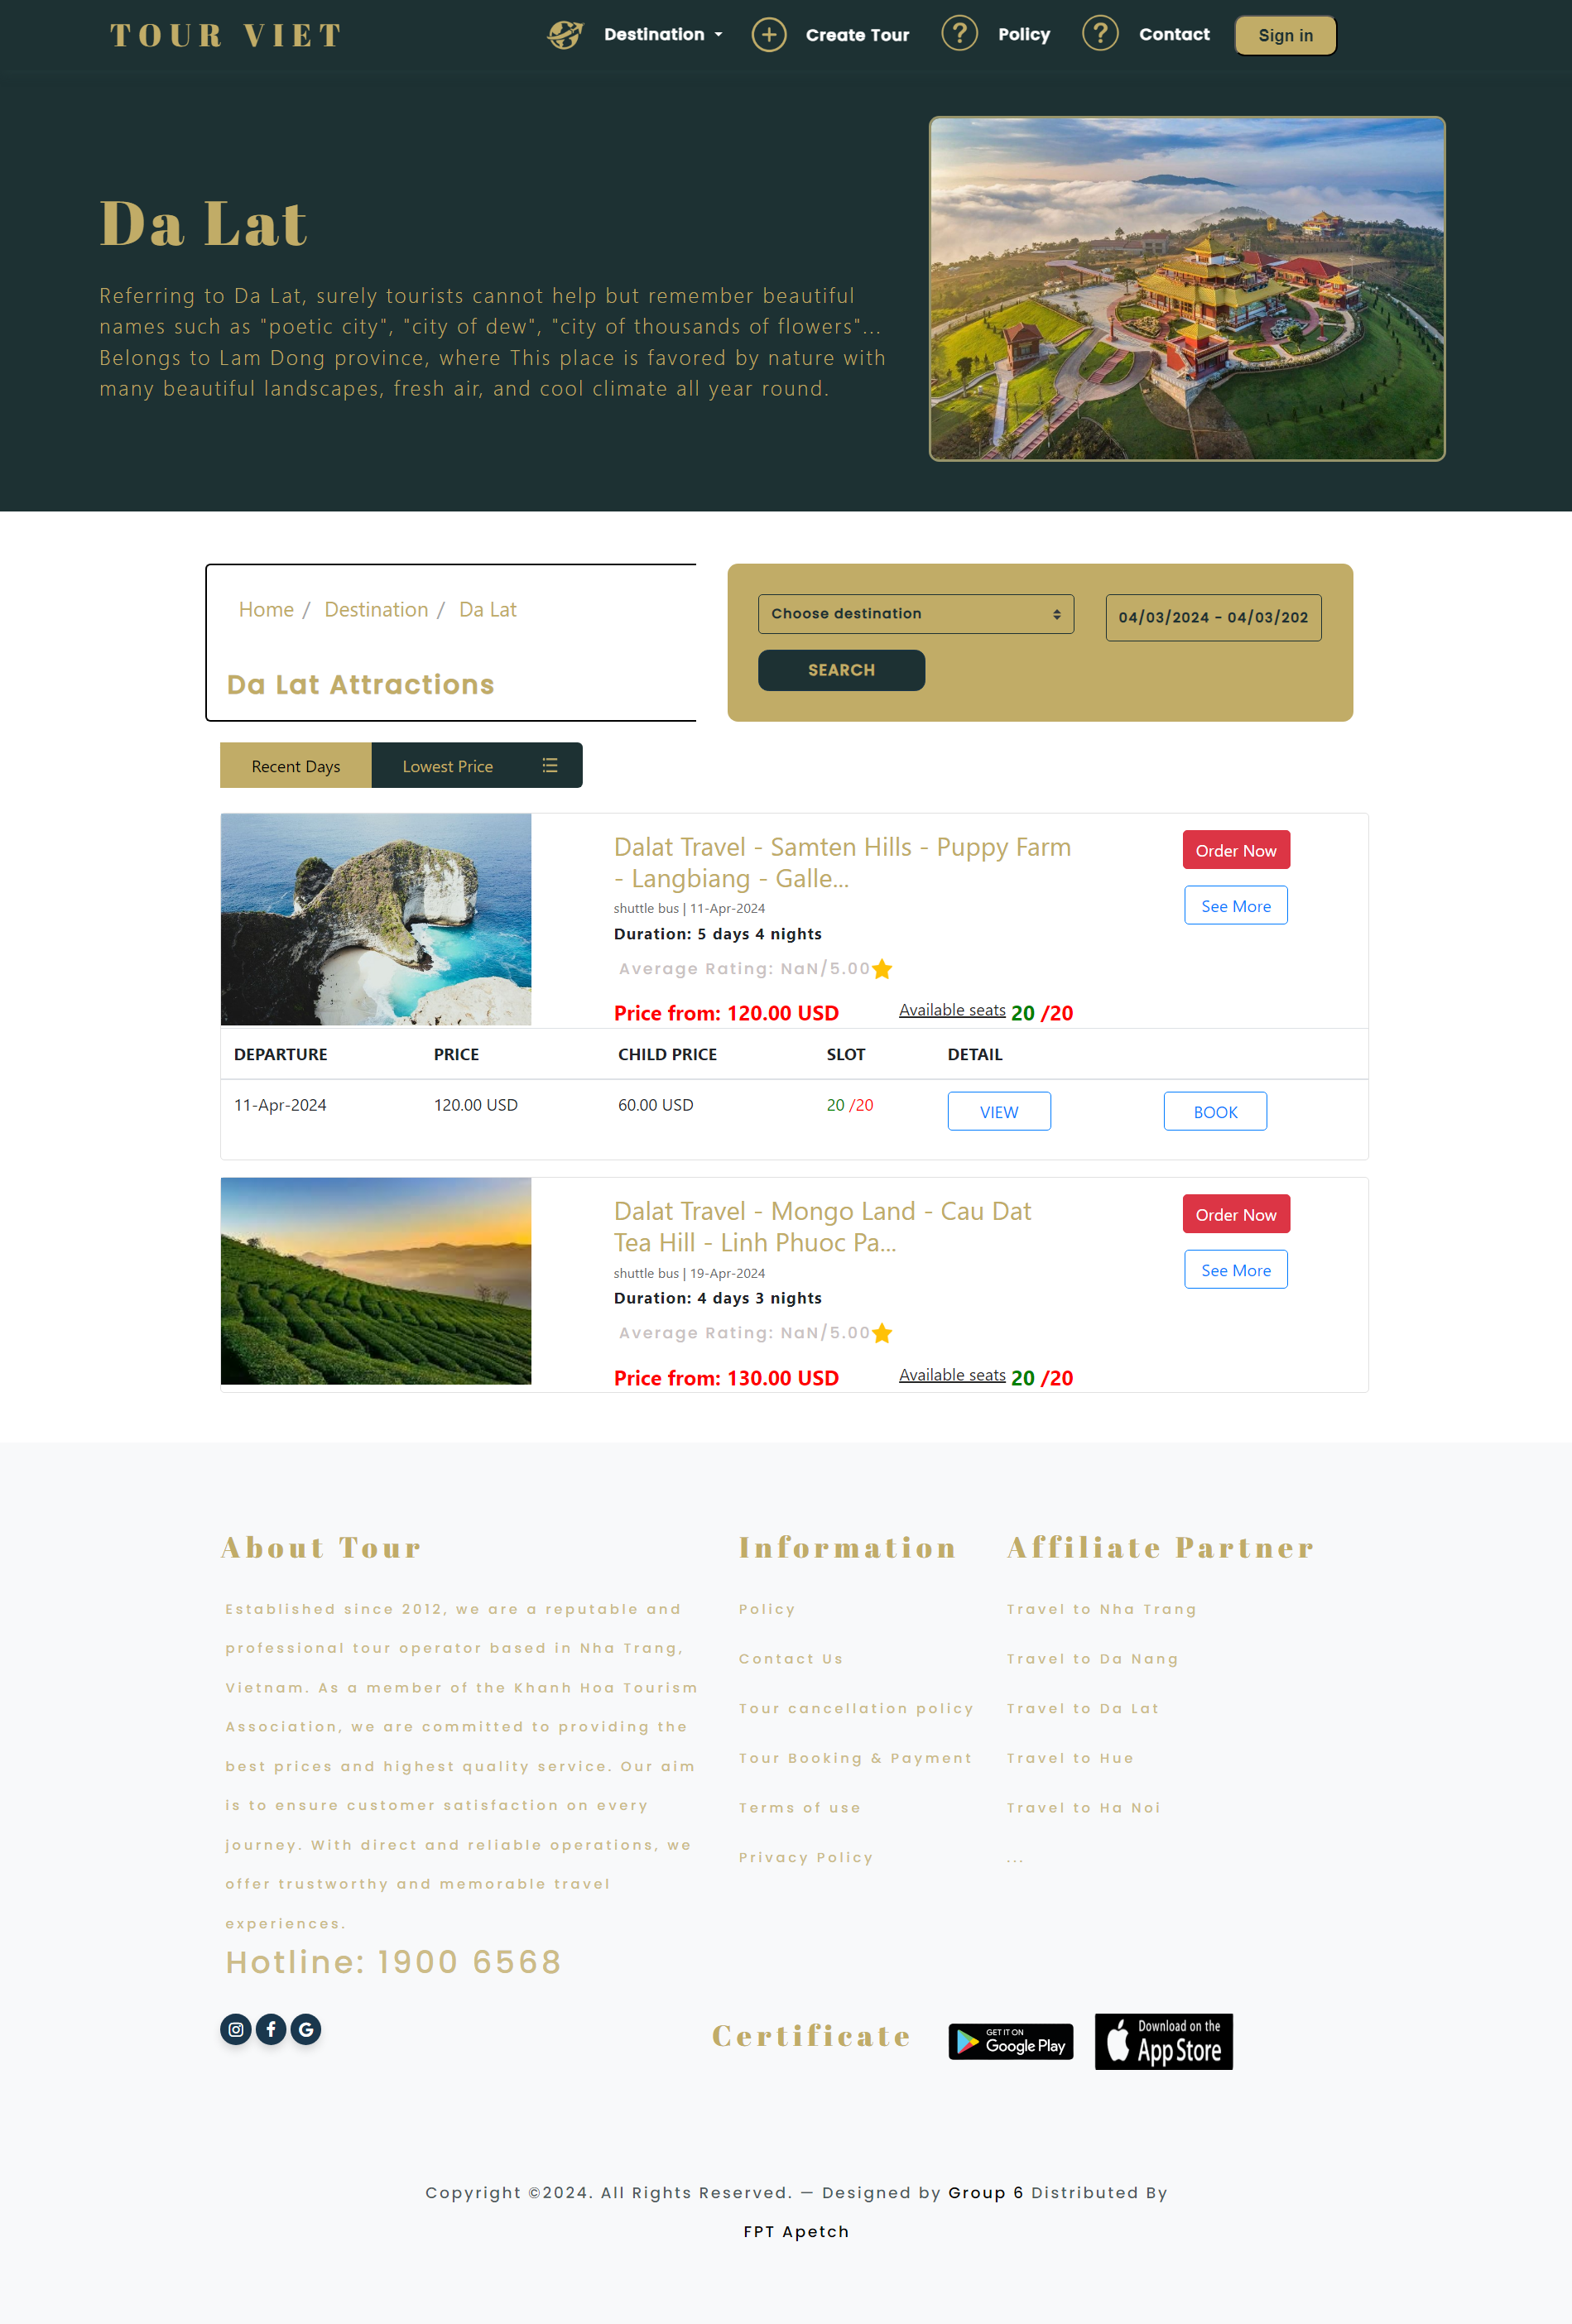 TOUR VIET
Destination
Create Tour
Policy
Contact
Sign in
Da Lat
Referring to Da Lat, surely tourists cannot help but remember beautiful
names such as "poetic city", "city of dew", "city of thousands of flowers"...
Belongs to Lam Dong province, where This place is favored by nature with
many beautiful landscapes, fresh air, and cool climate all year round.
Home / Destination / Da Lat
Da Lat Attractions
Choose destination
04/03/2024 - 04/03/202
SEARCH
Recent Days
Lowest Price
Dalat Travel - Samten Hills - Puppy Farm
- Langbiang - Galle...
shuttle bus | 11-Apr-2024
Duration: 5 days 4 nights
Average Rating: NaN/5.00
Price from: 120.00 USD
Available seats 20 /20
Order Now
See More
DEPARTURE PRICE CHILD PRICE SLOT DETAIL
11-Apr-2024 120.00 USD 60.00 USD 20 /20 VIEW BOOK
Dalat Travel - Mongo Land - Cau Dat
Tea Hill - Linh Phuoc Pa...
shuttle bus | 19-Apr-2024
Duration: 4 days 3 nights
Average Rating: NaN/5.00
Price from: 130.00 USD
Available seats 20 /20
Order Now
See More
About Tour
Established since 2012, we are a reputable and
professional tour operator based in Nha Trang,
Vietnam. As a member of the Khanh Hoa Tourism
Association, we are committed to providing the
best prices and highest quality service. Our aim
is to ensure customer satisfaction on every
journey. With direct and reliable operations, we
offer trustworthy and memorable travel
experiences.
Hotline: 1900 6568
Information
Policy
Contact Us
Tour cancellation policy
Tour Booking & Payment
Terms of use
Privacy Policy
Affiliate Partner
Travel to Nha Trang
Travel to Da Nang
Travel to Da Lat
Travel to Hue
Travel to Ha Noi
...
Certificate
GET IT ON
Google Play
Download on the
App Store
Copyright ©2024. All Rights Reserved. — Designed by Group 6 Distributed By
FPT Apetch